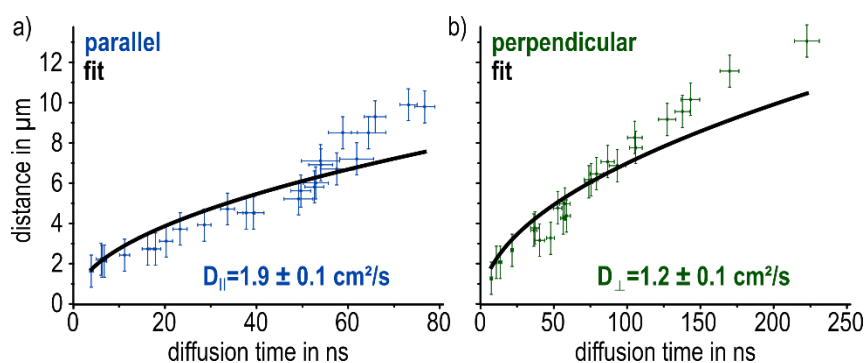 a)
parallel
fit
distance in µm
12
10
8
6
4
2
0
D||=1.9 ± 0.1 cm²/s
0 20 40 60 80
diffusion time in ns
b)
perpendicular
fit
D⊥=1.2 ± 0.1 cm²/s
0 50 100 150 200 250
diffusion time in ns